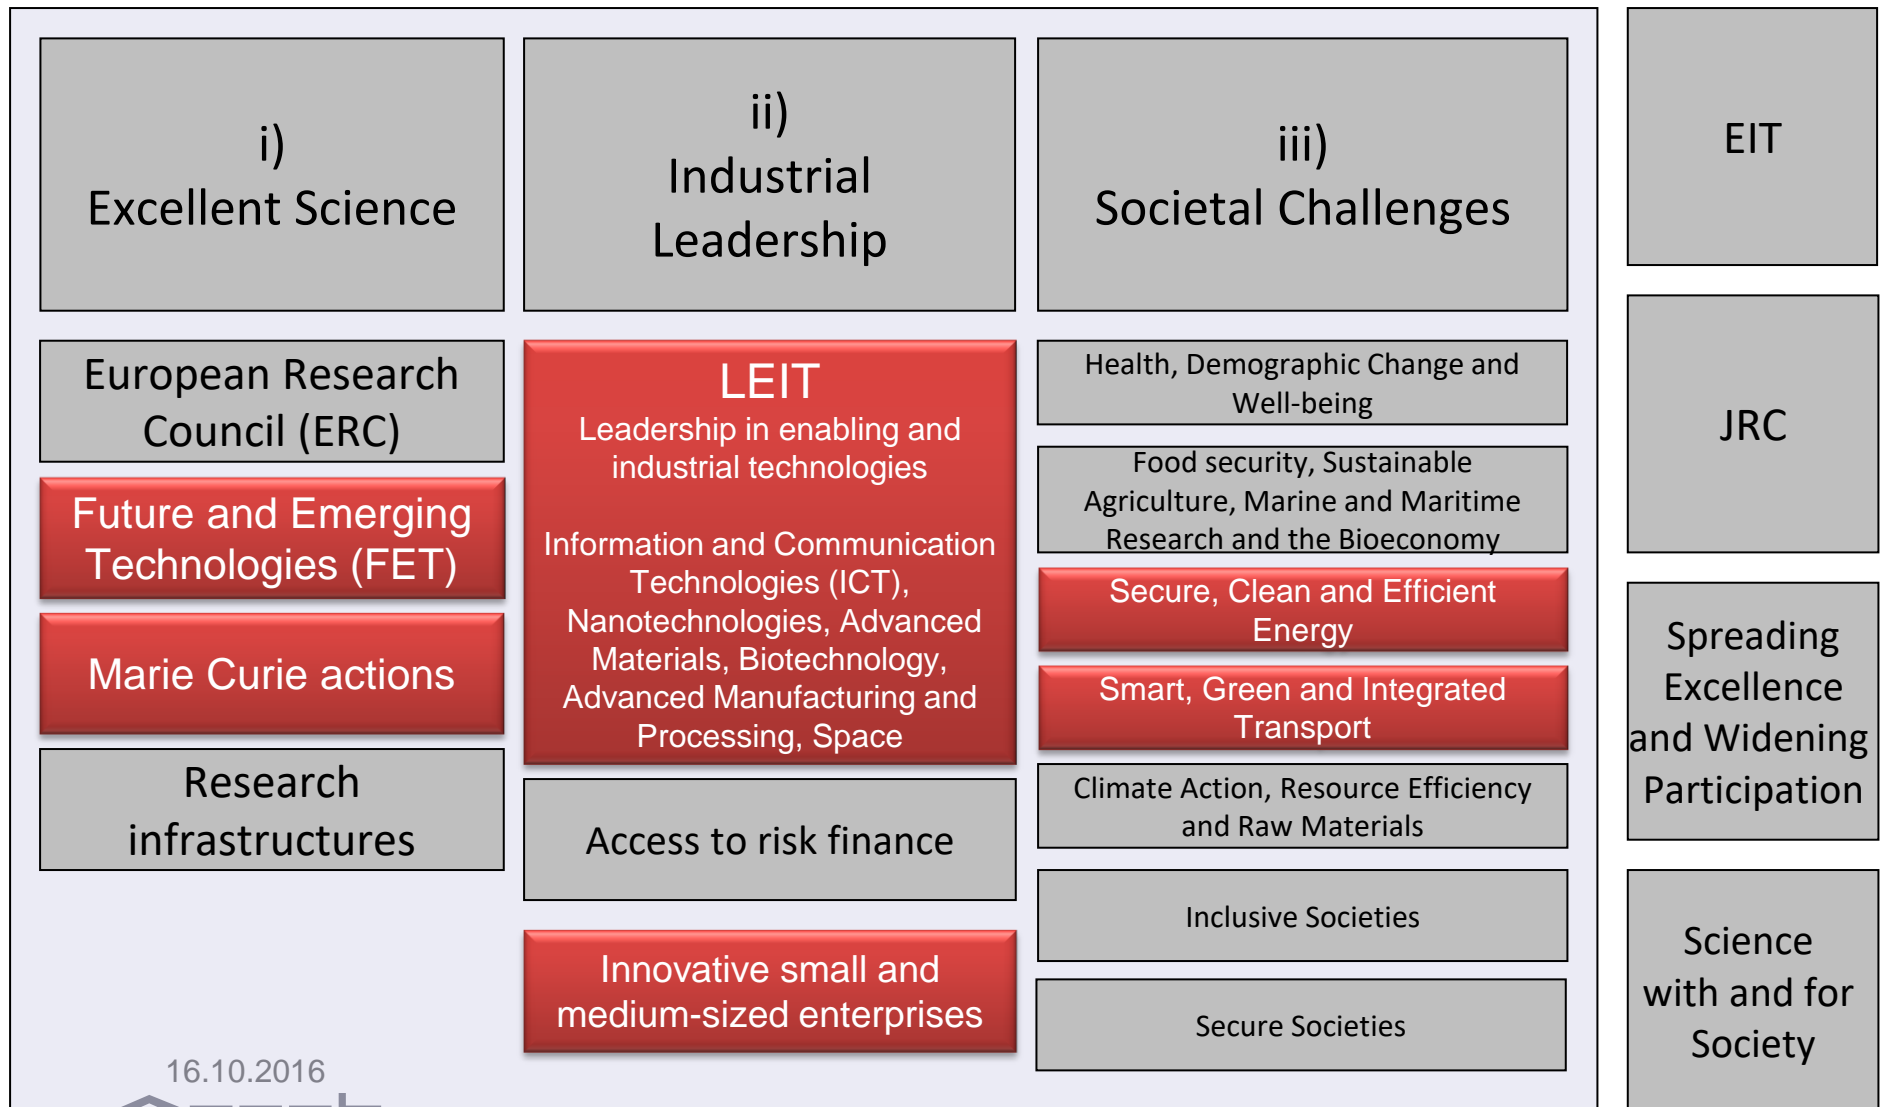 i)
Excellent Science
European Research
Council (ERC)
Future and Emerging
Technologies (FET)
Marie Curie actions
Research
infrastructures
ii)
Industrial
Leadership
LEIT
Leadership in enabling and
industrial technologies
Information and Communication
Technologies (ICT),
Nanotechnologies, Advanced
Materials, Biotechnology,
Advanced Manufacturing and
Processing, Space
Access to risk finance
Innovative small and
medium-sized enterprises
iii)
Societal Challenges
Health, Demographic Change and
Well-being
Food security, Sustainable
Agriculture, Marine and Maritime
Research and the Bioeconomy
Secure, Clean and Efficient
Energy
Smart, Green and Integrated
Transport
Climate Action, Resource Efficiency
and Raw Materials
Inclusive Societies
Secure Societies
EIT
JRC
Spreading
Excellence
and Widening
Participation
Science
with and for
Society
16.10.2016